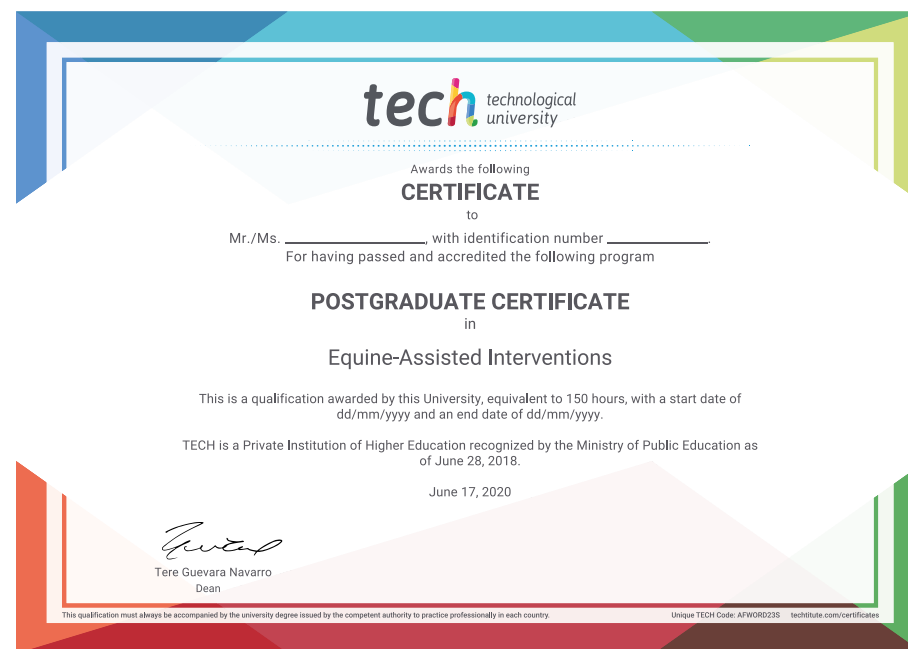 tech technological
university
Awards the following
CERTIFICATE
to
Mr./Ms. ____________________, with identification number ______________.
For having passed and accredited the following program
POSTGRADUATE CERTIFICATE
in
Equine-Assisted Interventions
This is a qualification awarded by this University, equivalent to 150 hours, with a start date of
dd/mm/yyyy and an end date of dd/mm/yyyy.
TECH is a Private Institution of Higher Education recognized by the Ministry of Public Education as
of June 28, 2018.
June 17, 2020
Tere Guevara Navarro
Dean
This qualification must always be accompanied by the university degree issued by the competent authority to practice professionally in each country.
Unique TECH Code: AFWORD23S techtitute.com/certificates